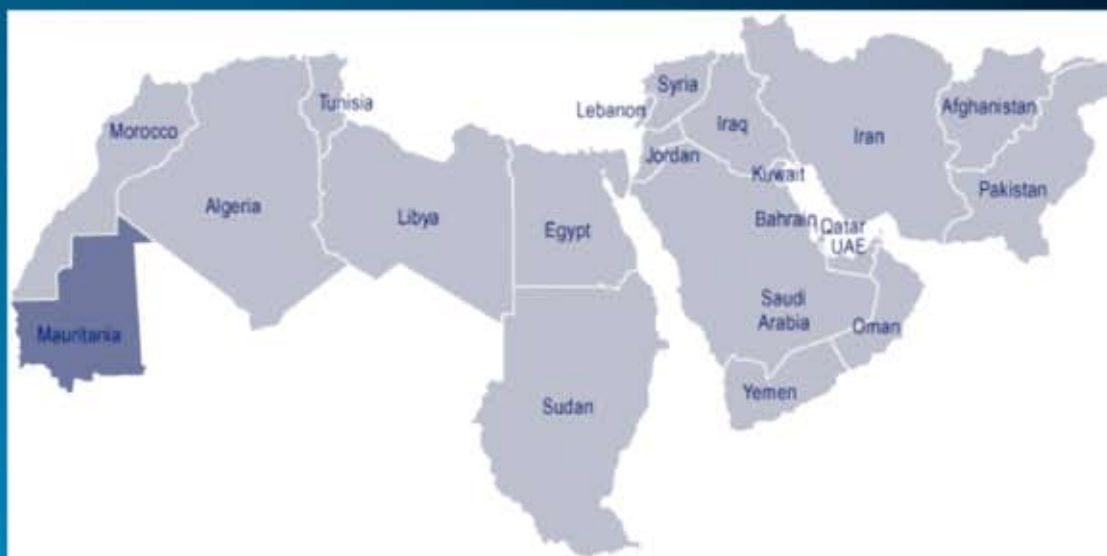 Syria
Tunisia
Lebanon
Afghanistan
Morocco
Iraq
Iran
Jordan
Kuwait
Pakistan
Algeria
Libya
Egypt
Bahrain
Qatar
UAE
Saudi
Arabia
Oman
Mauritania
Yemen
Sudan